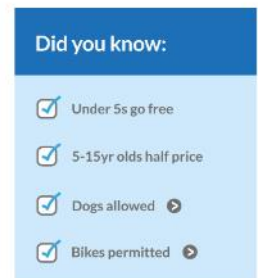 Did you know:
Under 5s go free
5-15yr olds half price
Dogs allowed
Bikes permitted